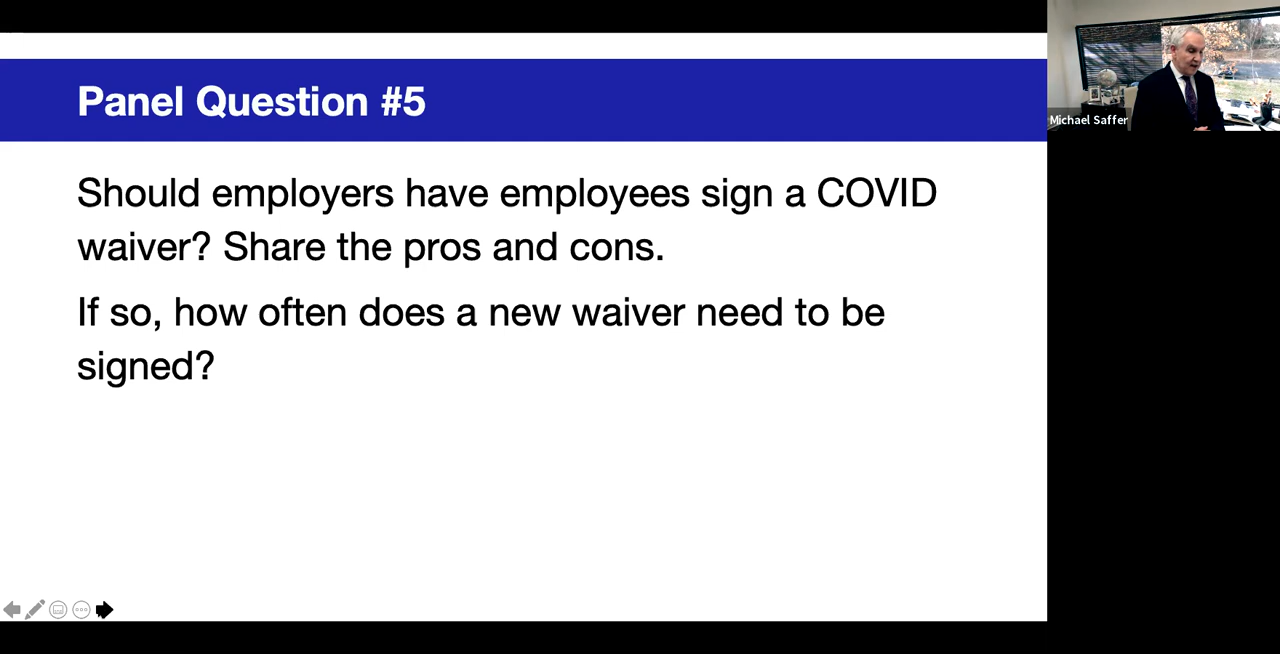 Panel Question #5
Should employers have employees sign a COVID
waiver? Share the pros and cons.
If so, how often does a new waiver need to be
signed?
Michael Saffer